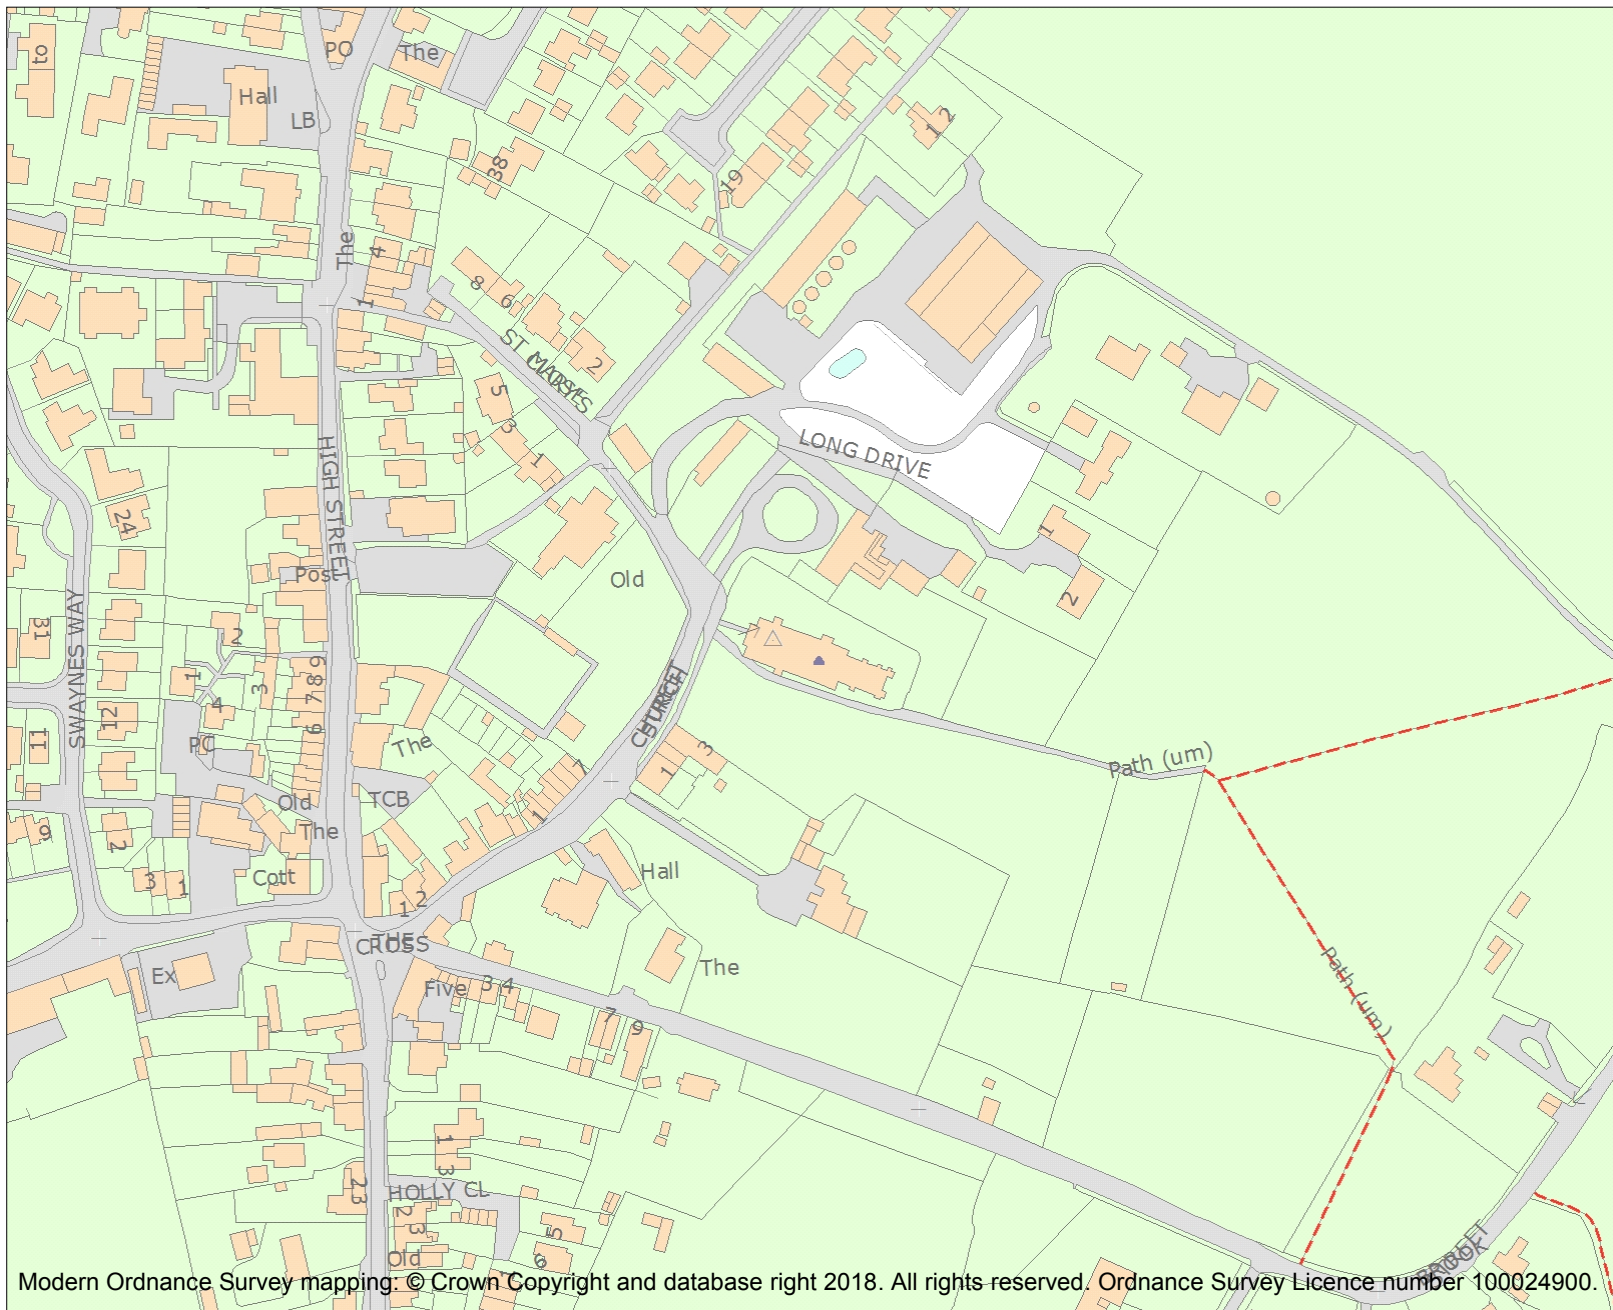 to
PO
The
Hall
LB
38
19
1 2
The
4
1
8
6
2
ST MARYS
CLOSE
5
3
1
LONG DRIVE
HIGH STREET
24
1
2
Post
Old
31
SWAYNES WAY
2
1
3
4
9
8
7
6
12
11
PC
The
CHURCH
STREET
3
1
7
1
Path (um)
Old
TCB
The
9
2
3
1
Cott
Hall
1
2
THE
CROSS
The
Ex
Five
3
4
7
9
Path (um)
1
3
23
HOLLY CL
2
3
5
6
Old
BROOK
STREET
Modern Ordnance Survey mapping: © Crown Copyright and database right 2018. All rights reserved. Ordnance Survey Licence number 100024900.